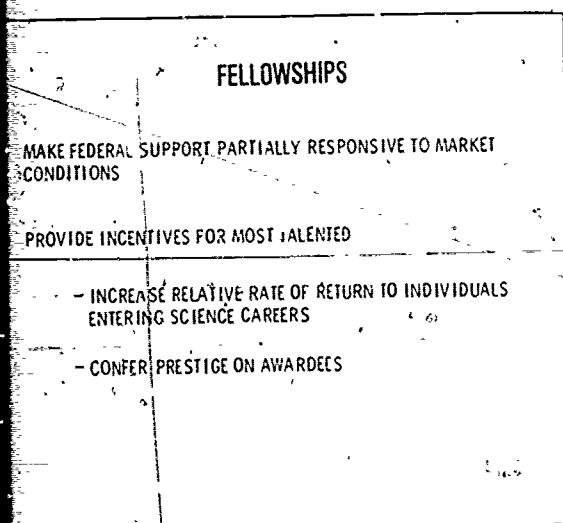 FELLOWSHIPS
MAKE FEDERAL SUPPORT PARTIALLY RESPONSIVE TO MARKET
CONDITIONS
PROVIDE INCENTIVES FOR MOST TALENTED
- INCREASE RELATIVE RATE OF RETURN TO INDIVIDUALS
ENTERING SCIENCE CAREERS
- CONFER PRESTIGE ON AWARDEES